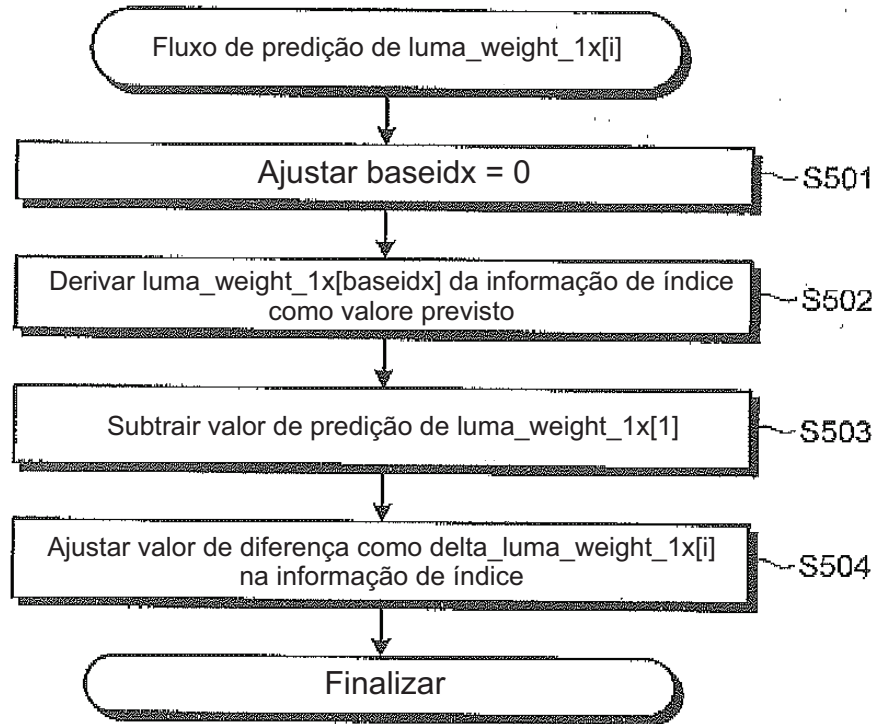 Fluxo de predição de luma_weight_1x[i]
Ajustar baseidx = 0
S501
Derivar luma_weight_1x[baseidx] da informação de índice
como valore previsto
S502
Subtrair valor de predição de luma_weight_1x[1]
S503
Ajustar valor de diferença como delta_luma_weight_1x[i]
na informação de índice
S504
Finalizar